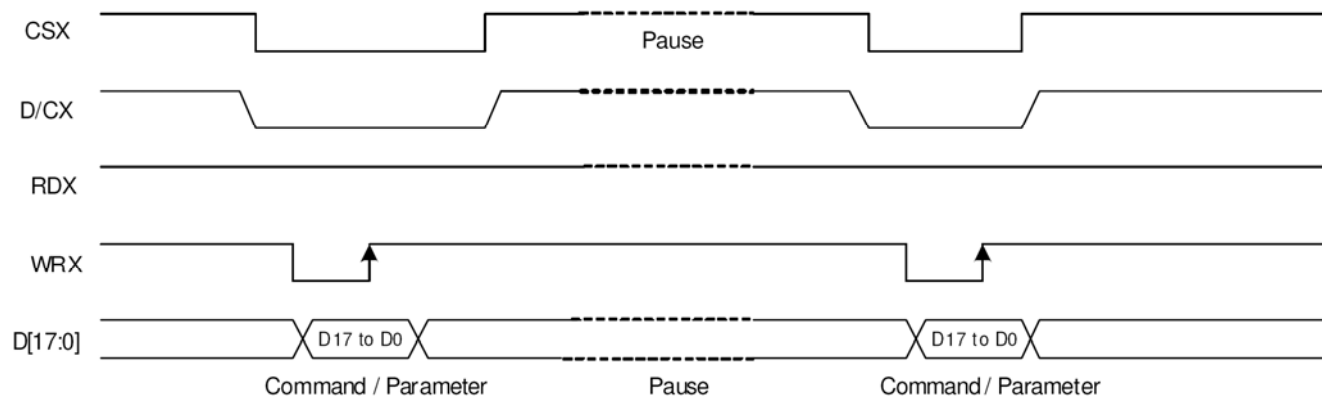 CSX
Pause
D/CX
RDX
WRX
D[17:0]
D17 to D0
D17 to D0
Command / Parameter
Pause
Command / Parameter